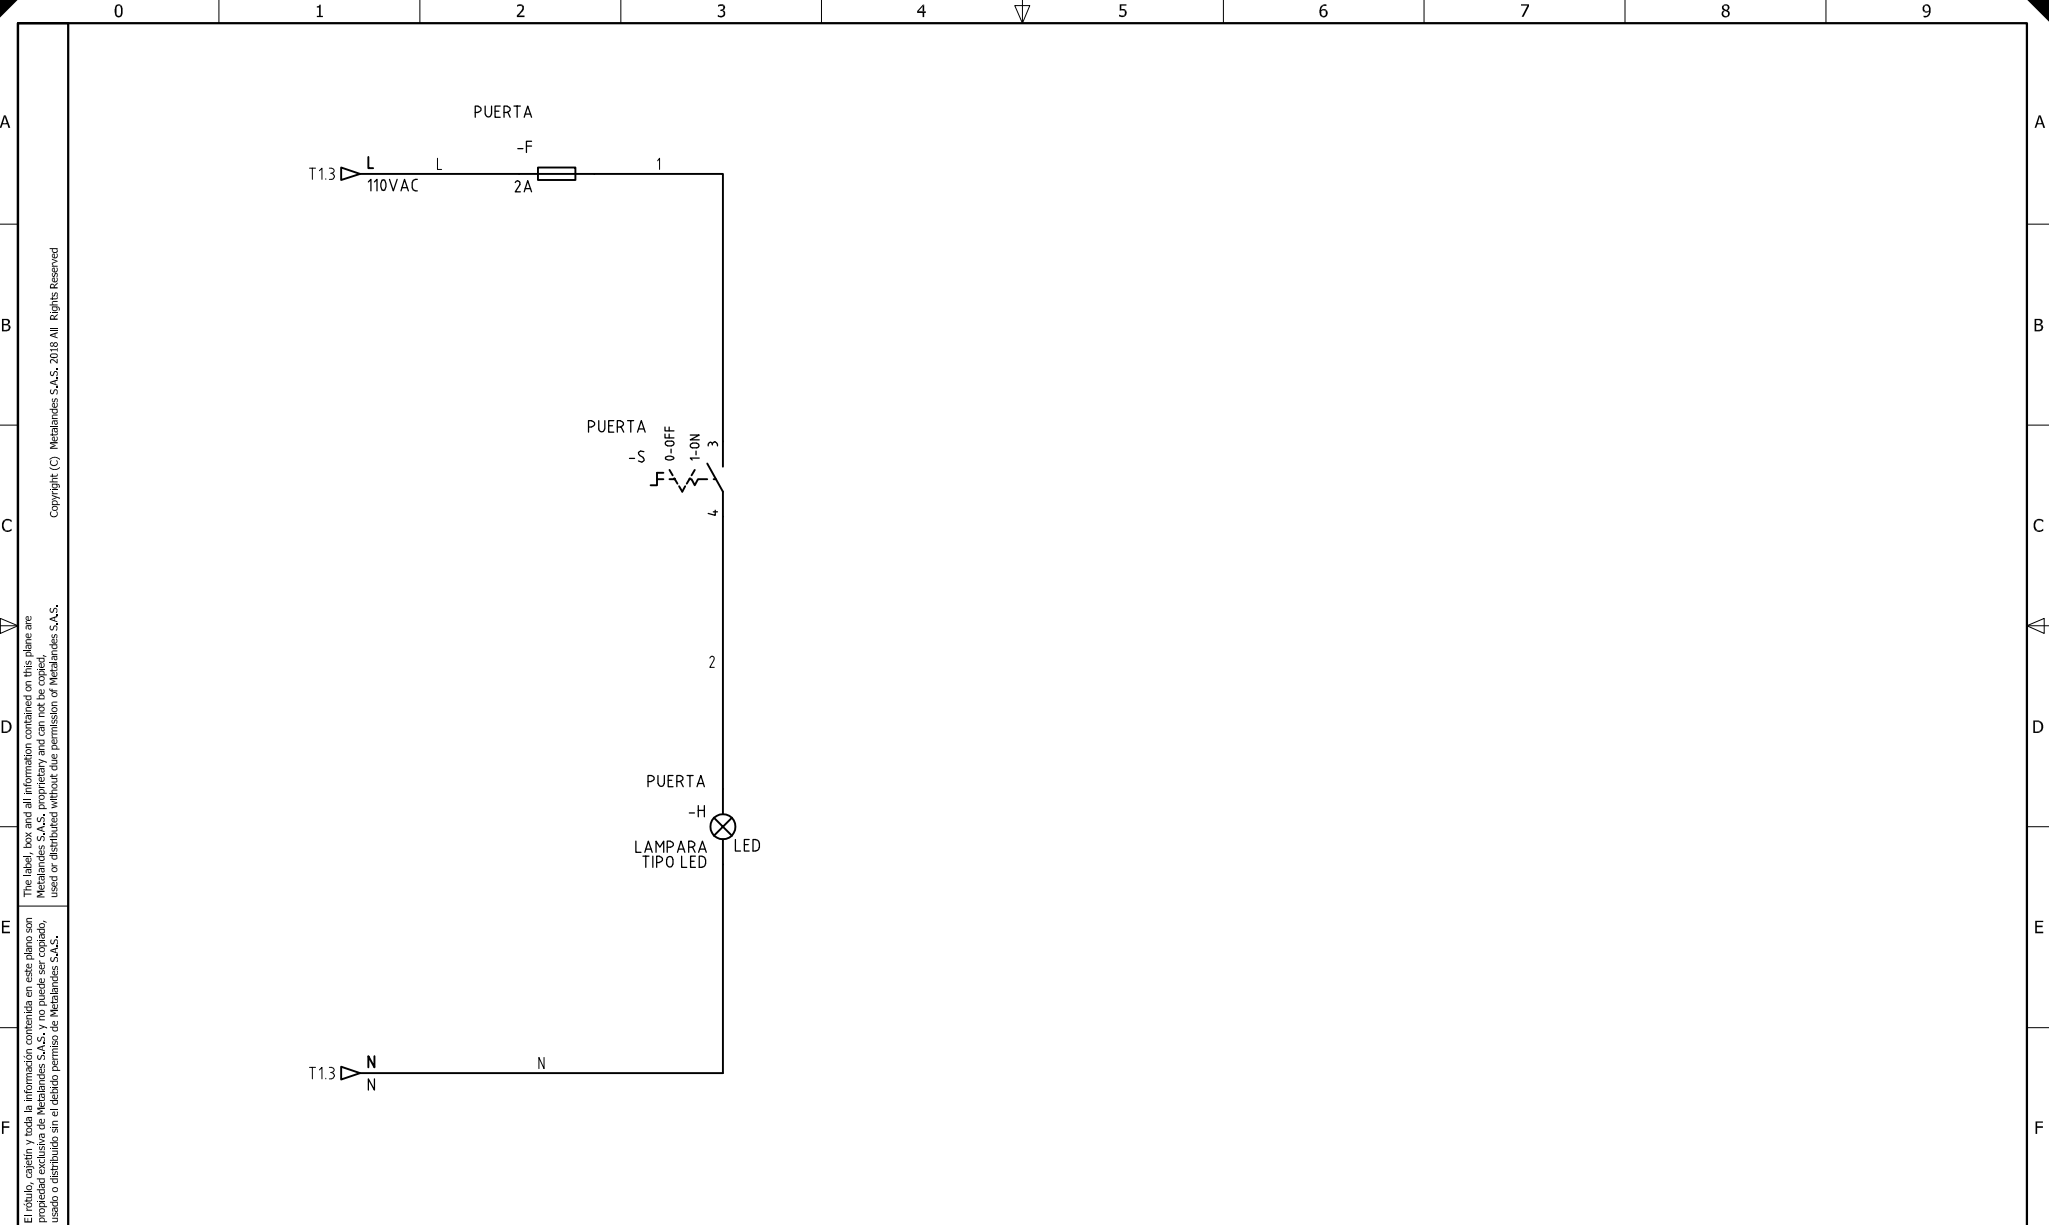 0 1 2 3 4 5 6 7 8 9
A A
PUERTA
-F
T1.3 L L 1
110VAC 2A
B B
Copyright (C) Metalandes S.A.S. 2018 All Rights Reserved
PUERTA
-S
0-OFF
1-ON
3
4
C C
The label, box and all information contained on this plane are
Metalandes S.A.S. proprietary and can not be copied,
used or distributed without due permission of Metalandes S.A.S.
2
D D
PUERTA
-H
LAMPARA LED
TIPO LED
E E
El rótulo, cajetín y toda la información contenida en este plano son
propiedad exclusiva de Metalandes S.A.S. y no puede ser copiado,
usado o distribuido sin el debido permiso de Metalandes S.A.S.
T1.3 N N
N
F F